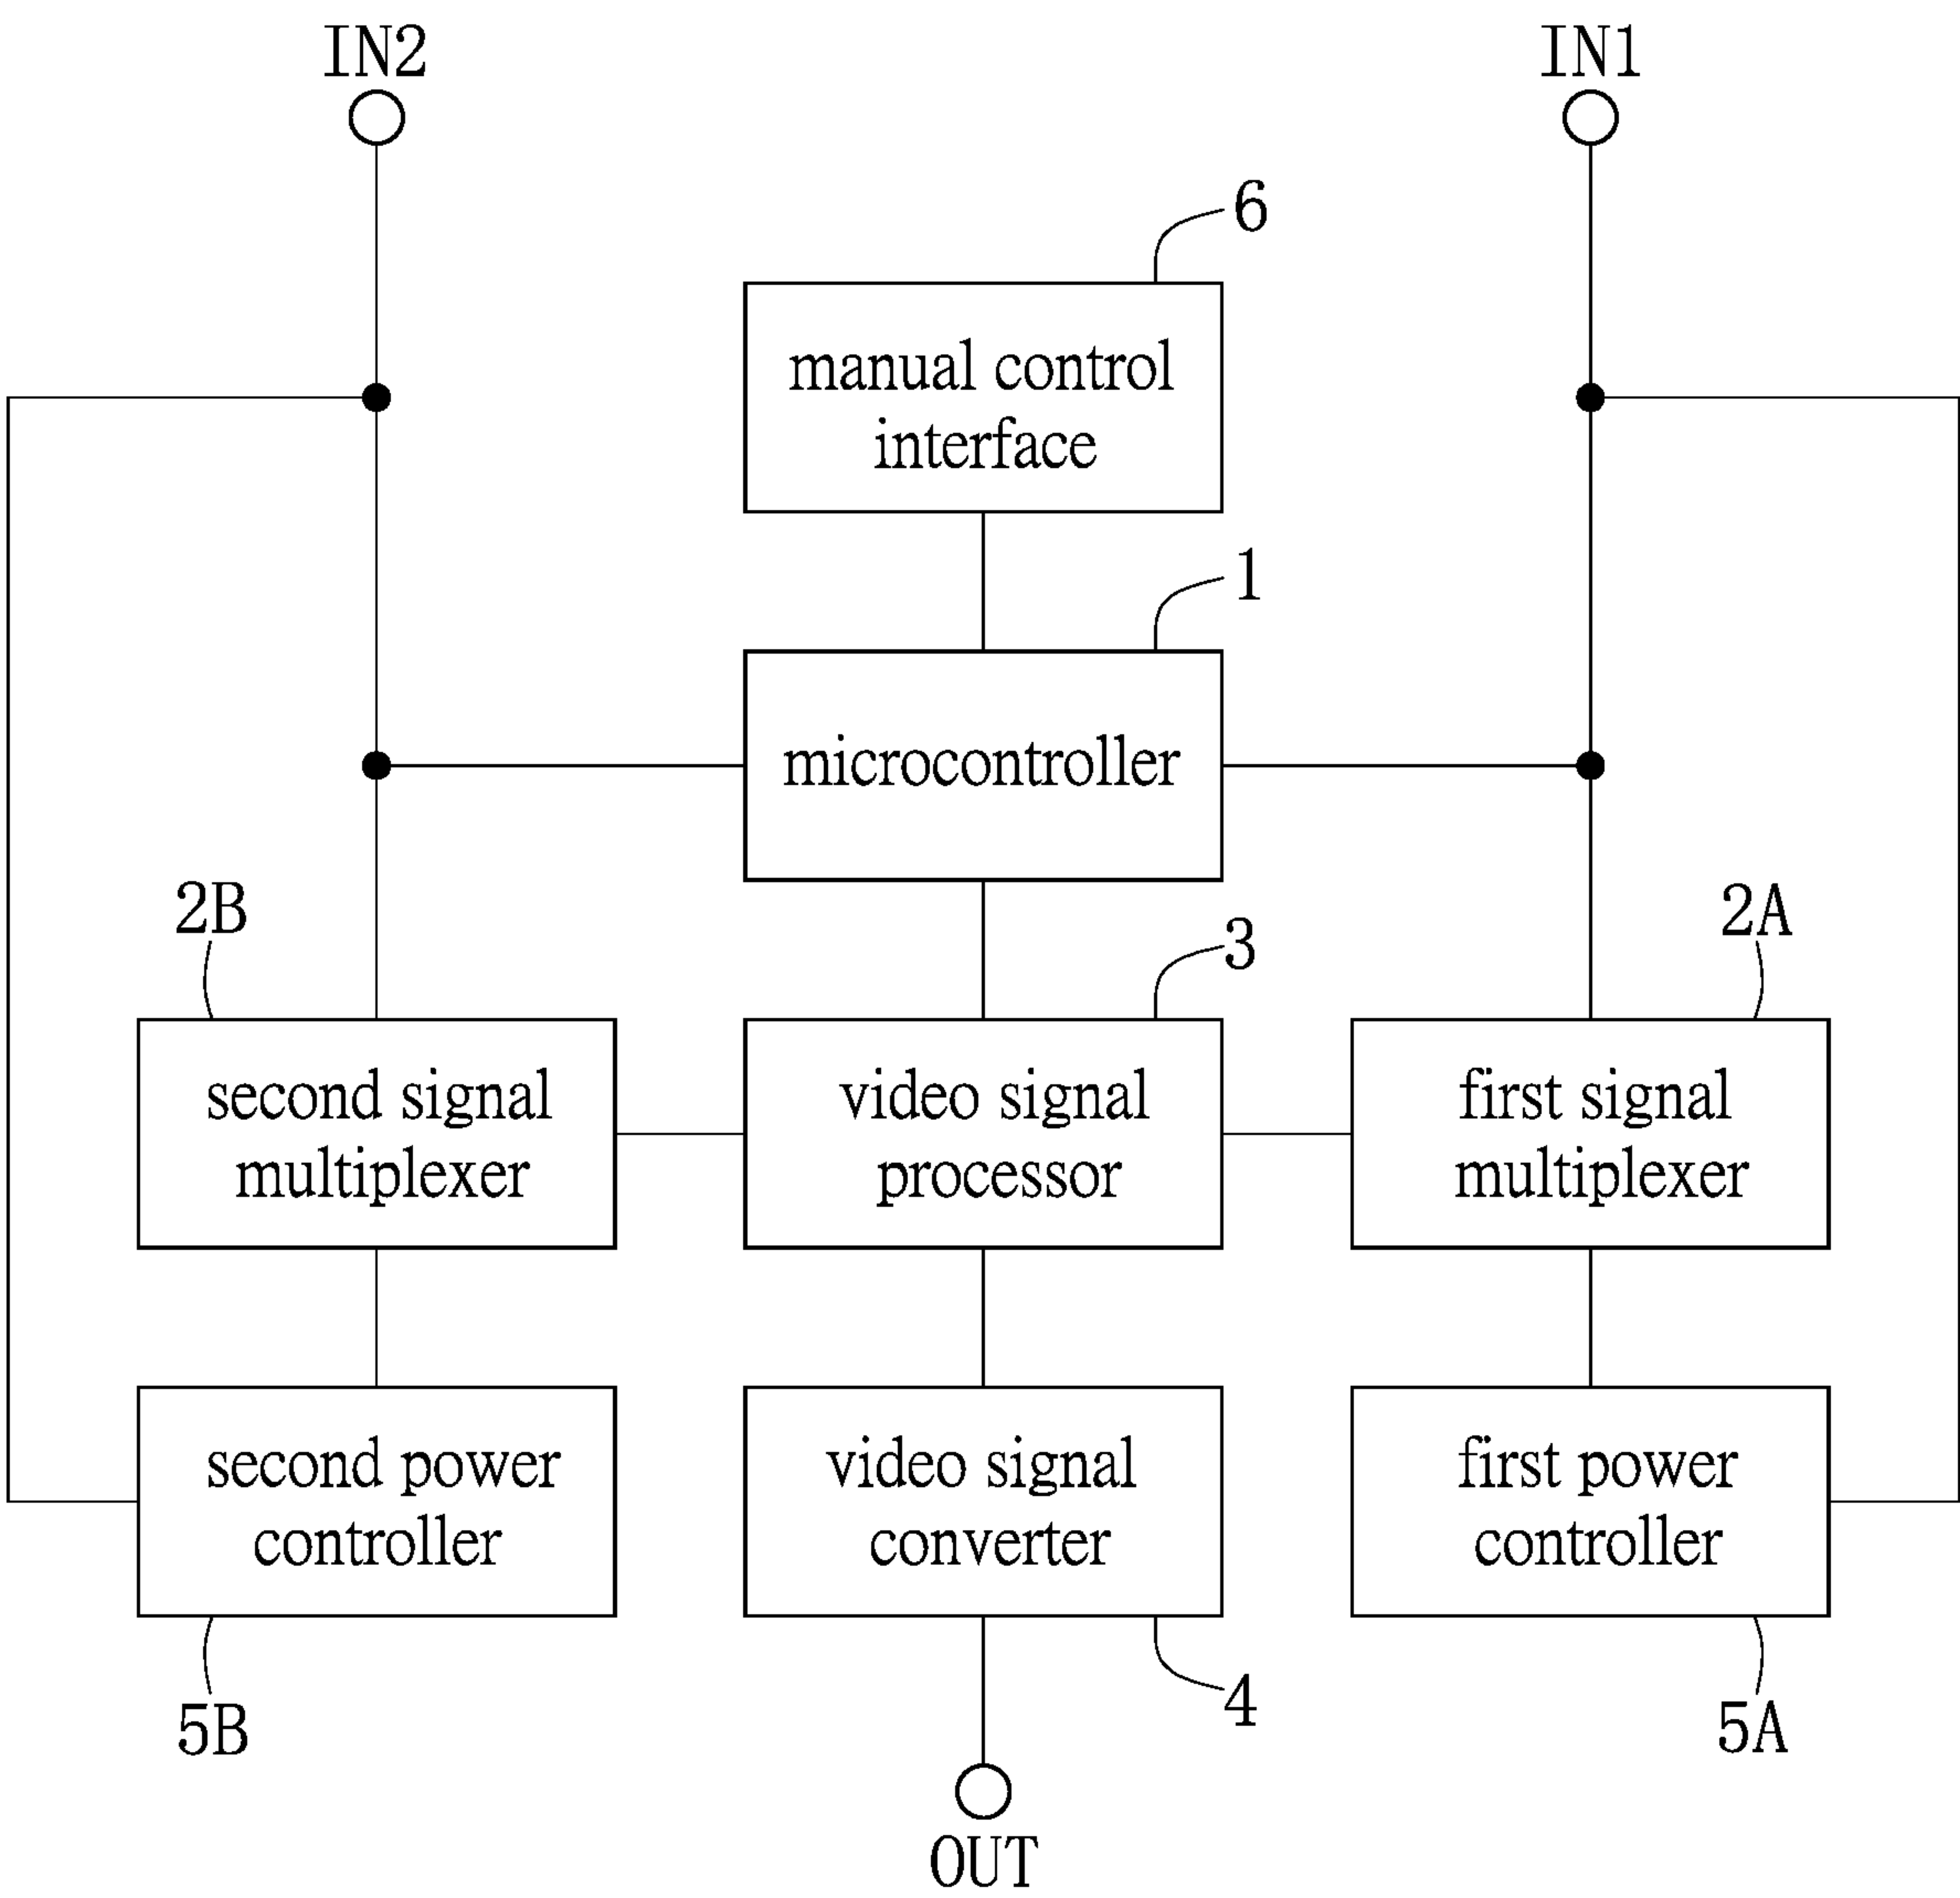 IN2
IN1
6
manual control
interface
1
microcontroller
2B
3
2A
second signal
multiplexer
video signal
processor
first signal
multiplexer
second power
controller
video signal
converter
first power
controller
5B
4
5A
OUT